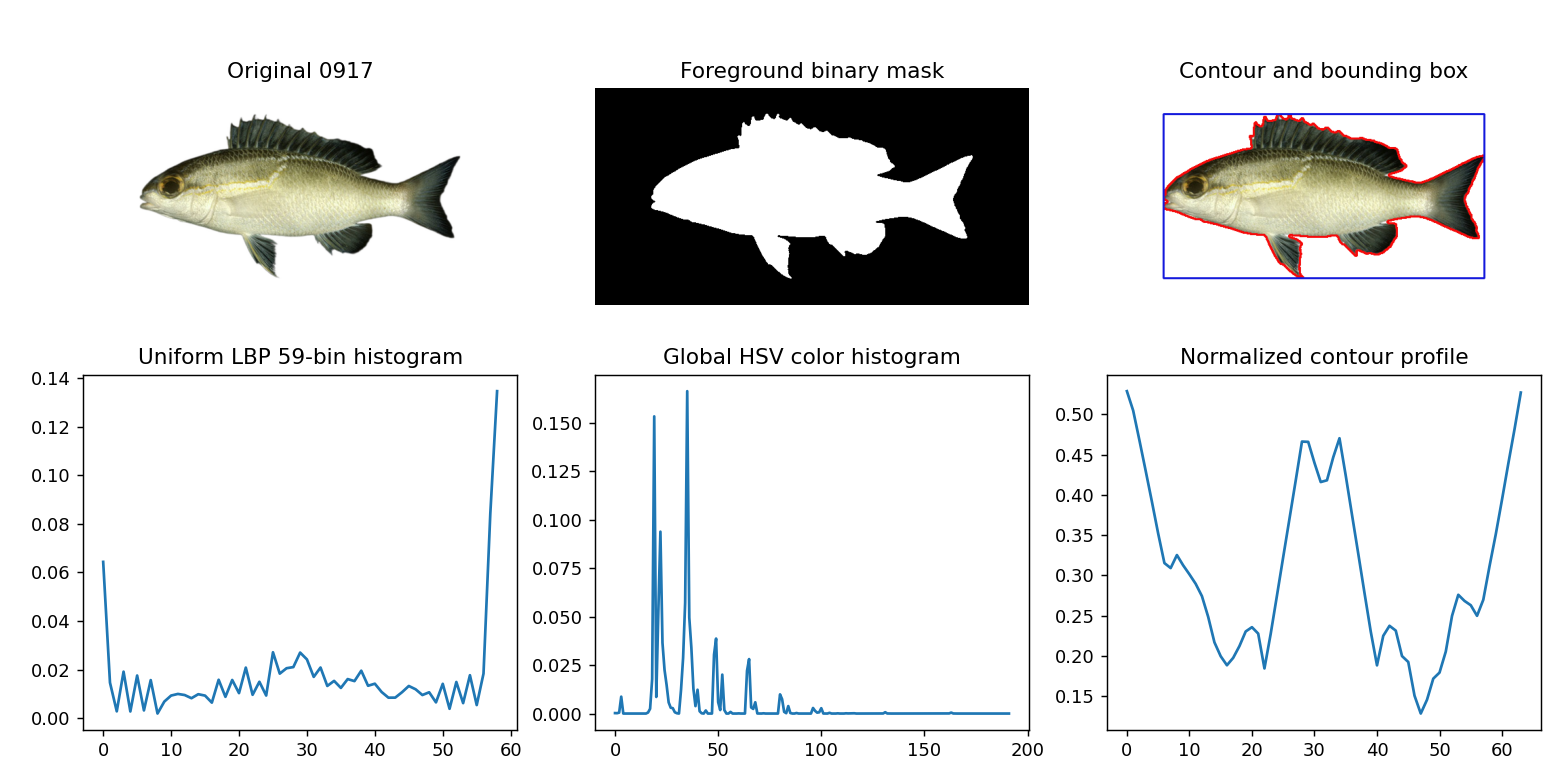 Original 0917
Foreground binary mask
Contour and bounding box
Uniform LBP 59-bin histogram
0.14
0.12
0.10
0.08
0.06
0.04
0.02
0.00
0 10 20 30 40 50 60
Global HSV color histogram
0.150
0.125
0.100
0.075
0.050
0.025
0.000
0 50 100 150 200
Normalized contour profile
0.50
0.45
0.40
0.35
0.30
0.25
0.20
0.15
0 10 20 30 40 50 60